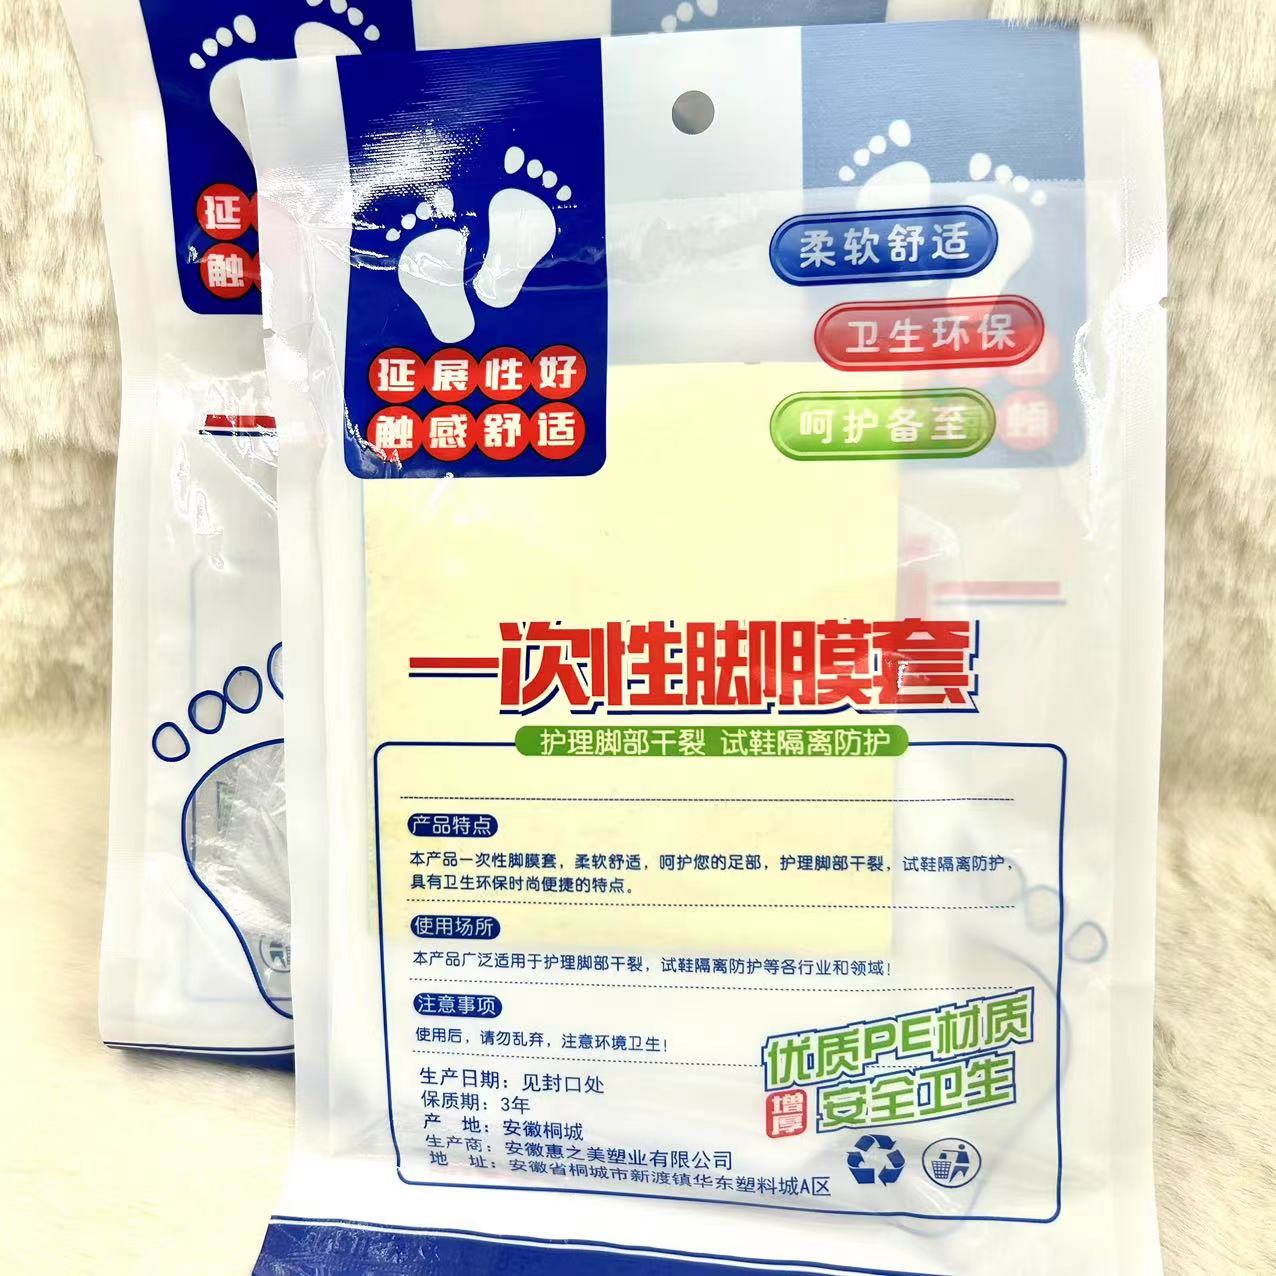 延
触
延展性好
触感舒适
柔软舒适
卫生环保
呵护备至
一次性脚膜套
护理脚部干裂 试鞋隔离防护
产品特点
本产品一次性脚膜套，柔软舒适，呵护您的足部，护理脚部干裂，试鞋隔离防护，
具有卫生环保时尚便捷的特点。
使用场所
本产品广泛适用于护理脚部干裂，试鞋隔离防护等各行业和领域！
注意事项
使用后，请勿乱弃，注意环境卫生！
优质PE材质
增厚 安全卫生
生产日期：见封口处
保质期：3年
产 地：安徽桐城
生产商：安徽惠之美塑业有限公司
地 址：安徽省桐城市新渡镇华东塑料城A区